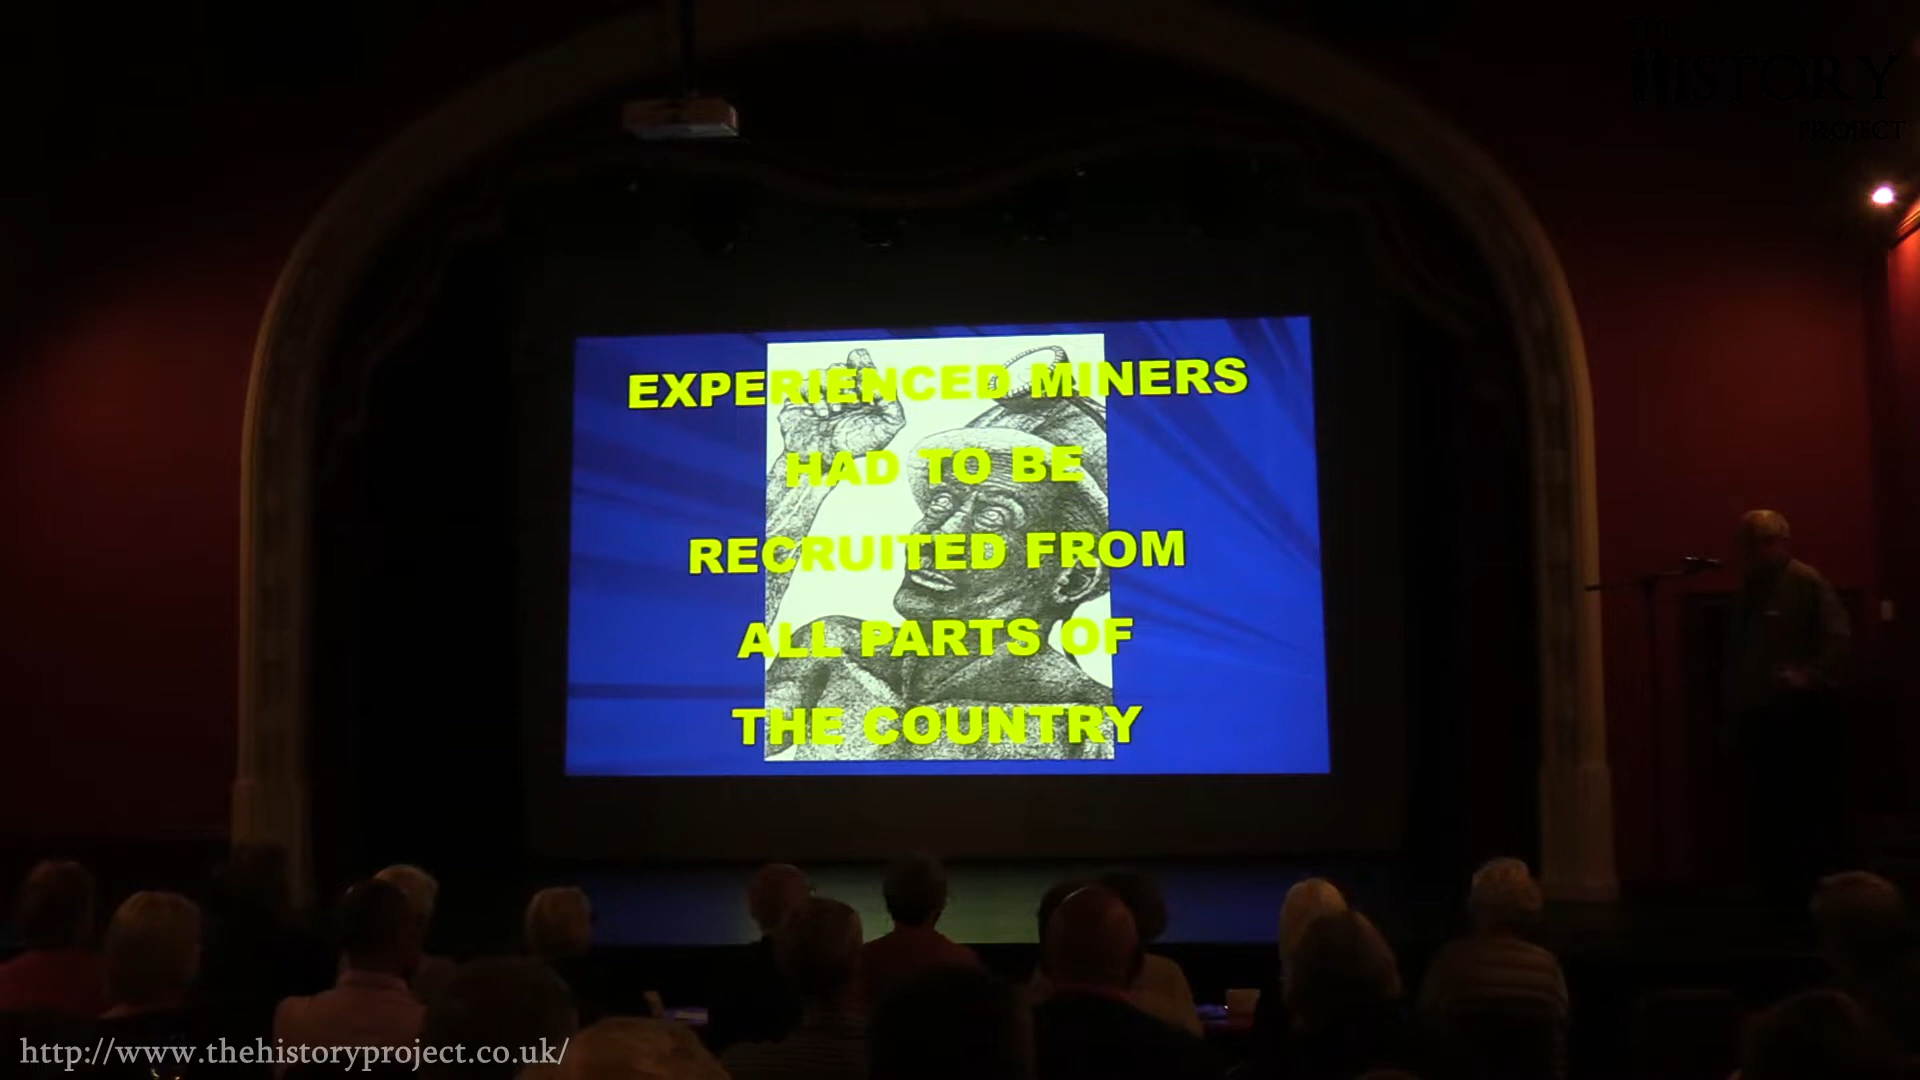 THE
HISTORY
PROJECT
EXPERIENCED MINERS
HAD TO BE
RECRUITED FROM
ALL PARTS OF
THE COUNTRY
http://www.thehistoryproject.co.uk/